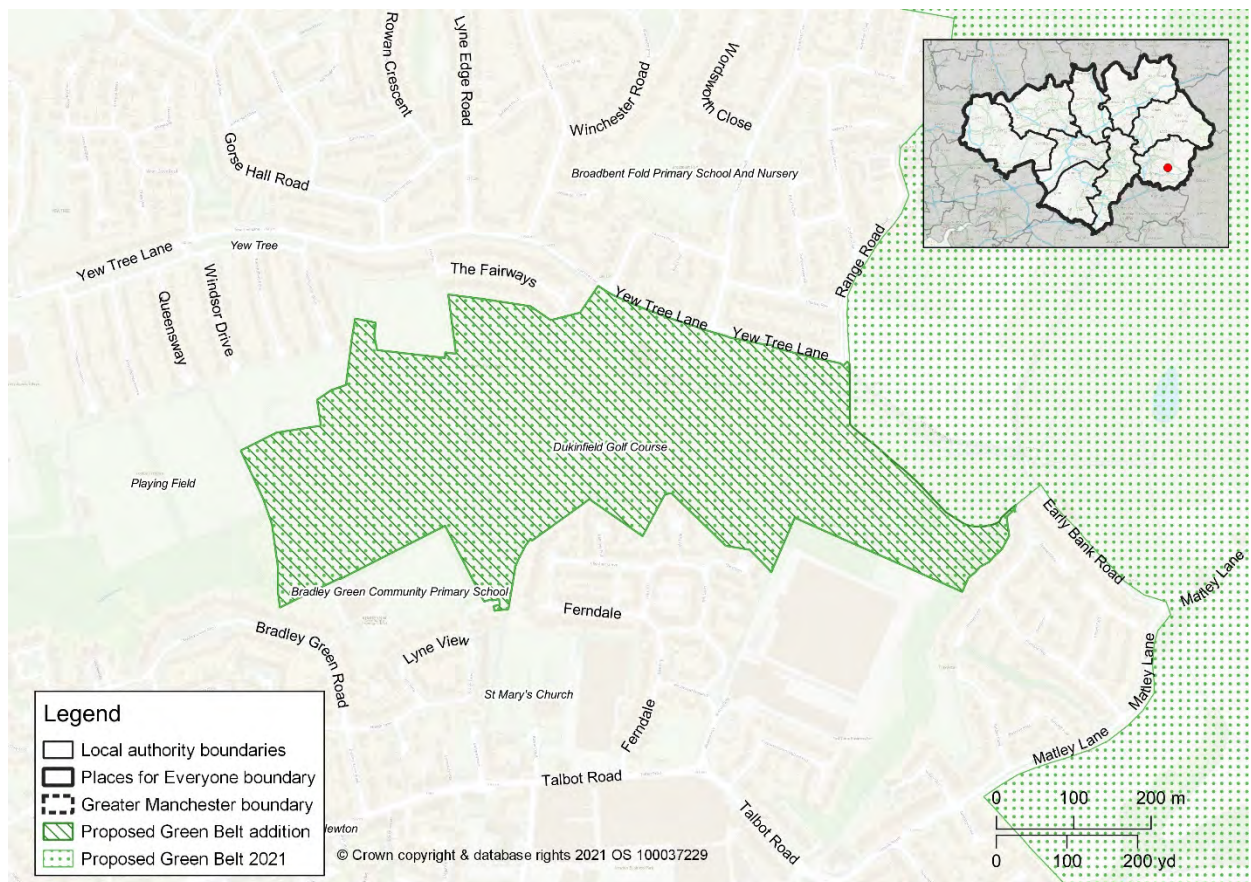 Rowan Crescent
Lyne Edge Road
Winchester Road
Wordsworth Close
Gorse Hall Road
Broadbent Fold Primary School And Nursery
Range Road
Yew Tree Lane
Yew Tree
The Fairways
Windsor Drive
Queensway
Yew Tree Lane
Yew Tree Lane
Dukinfield Golf Course
Playing Field
Early Bank Road
Matley Lane
Bradley Green Community Primary School
Ferndale
Bradley Green Road
Lyne View
Matley Lane
St Mary's Church
Ferndale
Matley Lane
Talbot Road
Talbot Road
Legend
Local authority boundaries
Places for Everyone boundary
Greater Manchester boundary
Proposed Green Belt addition
Proposed Green Belt 2021
0 100 200 m
0 100 200 yd
© Crown copyright & database rights 2021 OS 100037229